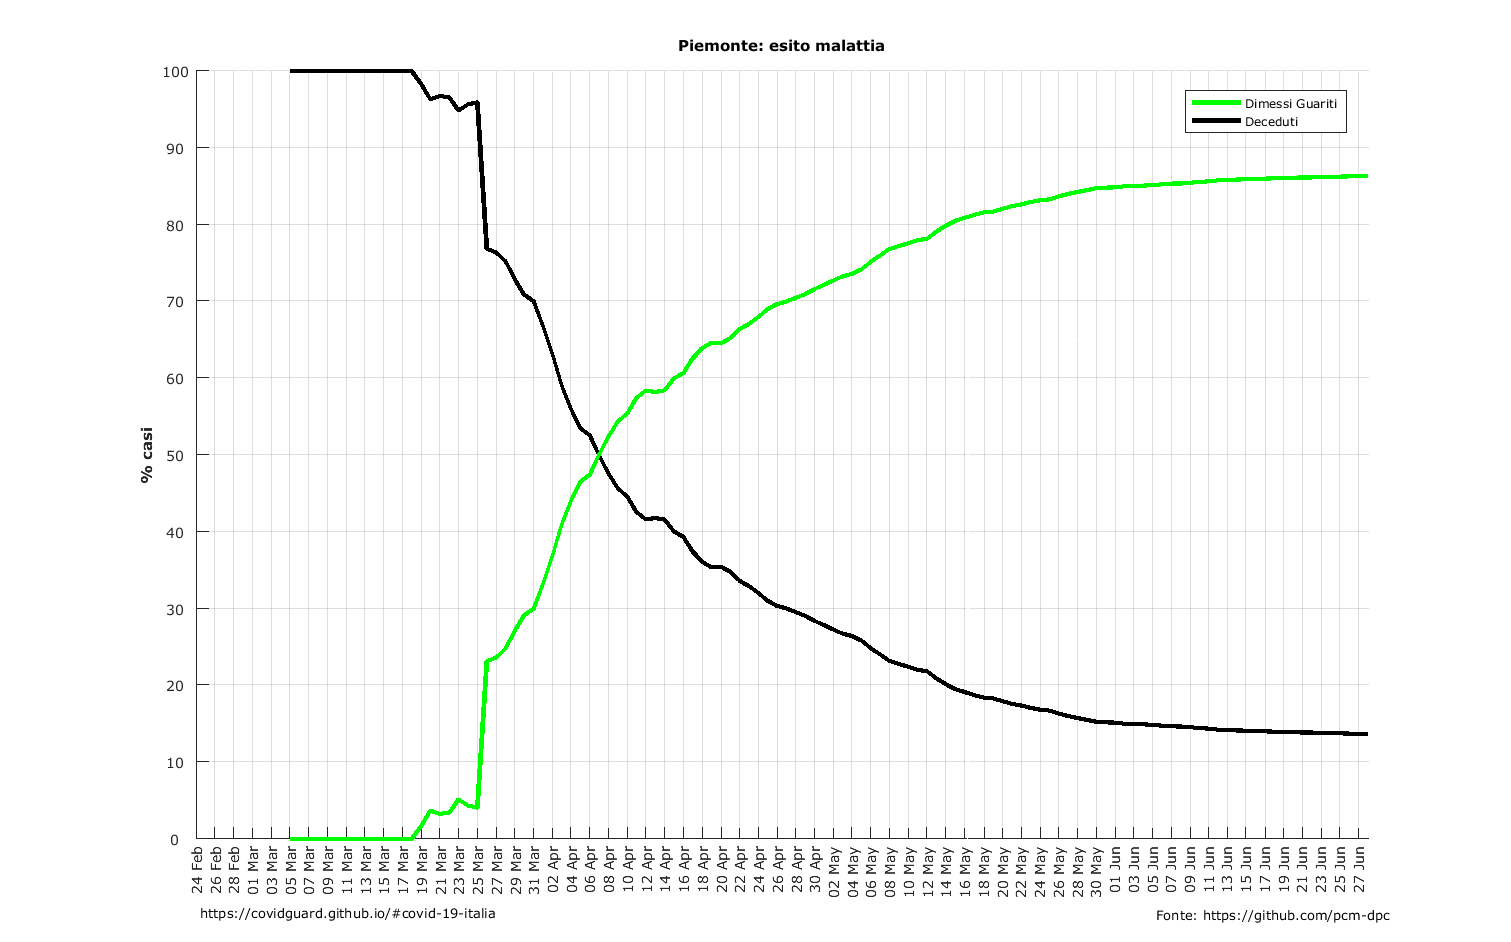 Piemonte: esito malattia
Dimessi Guariti
Deceduti
% casi
100
90
80
70
60
50
40
30
20
10
0
24 Feb
26 Feb
28 Feb
01 Mar
03 Mar
05 Mar
07 Mar
09 Mar
11 Mar
13 Mar
15 Mar
17 Mar
19 Mar
21 Mar
23 Mar
25 Mar
27 Mar
29 Mar
31 Mar
02 Apr
04 Apr
06 Apr
08 Apr
10 Apr
12 Apr
14 Apr
16 Apr
18 Apr
20 Apr
22 Apr
24 Apr
26 Apr
28 Apr
30 Apr
02 May
04 May
06 May
08 May
10 May
12 May
14 May
16 May
18 May
20 May
22 May
24 May
26 May
28 May
30 May
01 Jun
03 Jun
05 Jun
07 Jun
09 Jun
11 Jun
13 Jun
15 Jun
17 Jun
19 Jun
21 Jun
23 Jun
25 Jun
27 Jun
https://covidguard.github.io/#covid-19-italia
Fonte: https://github.com/pcm-dpc